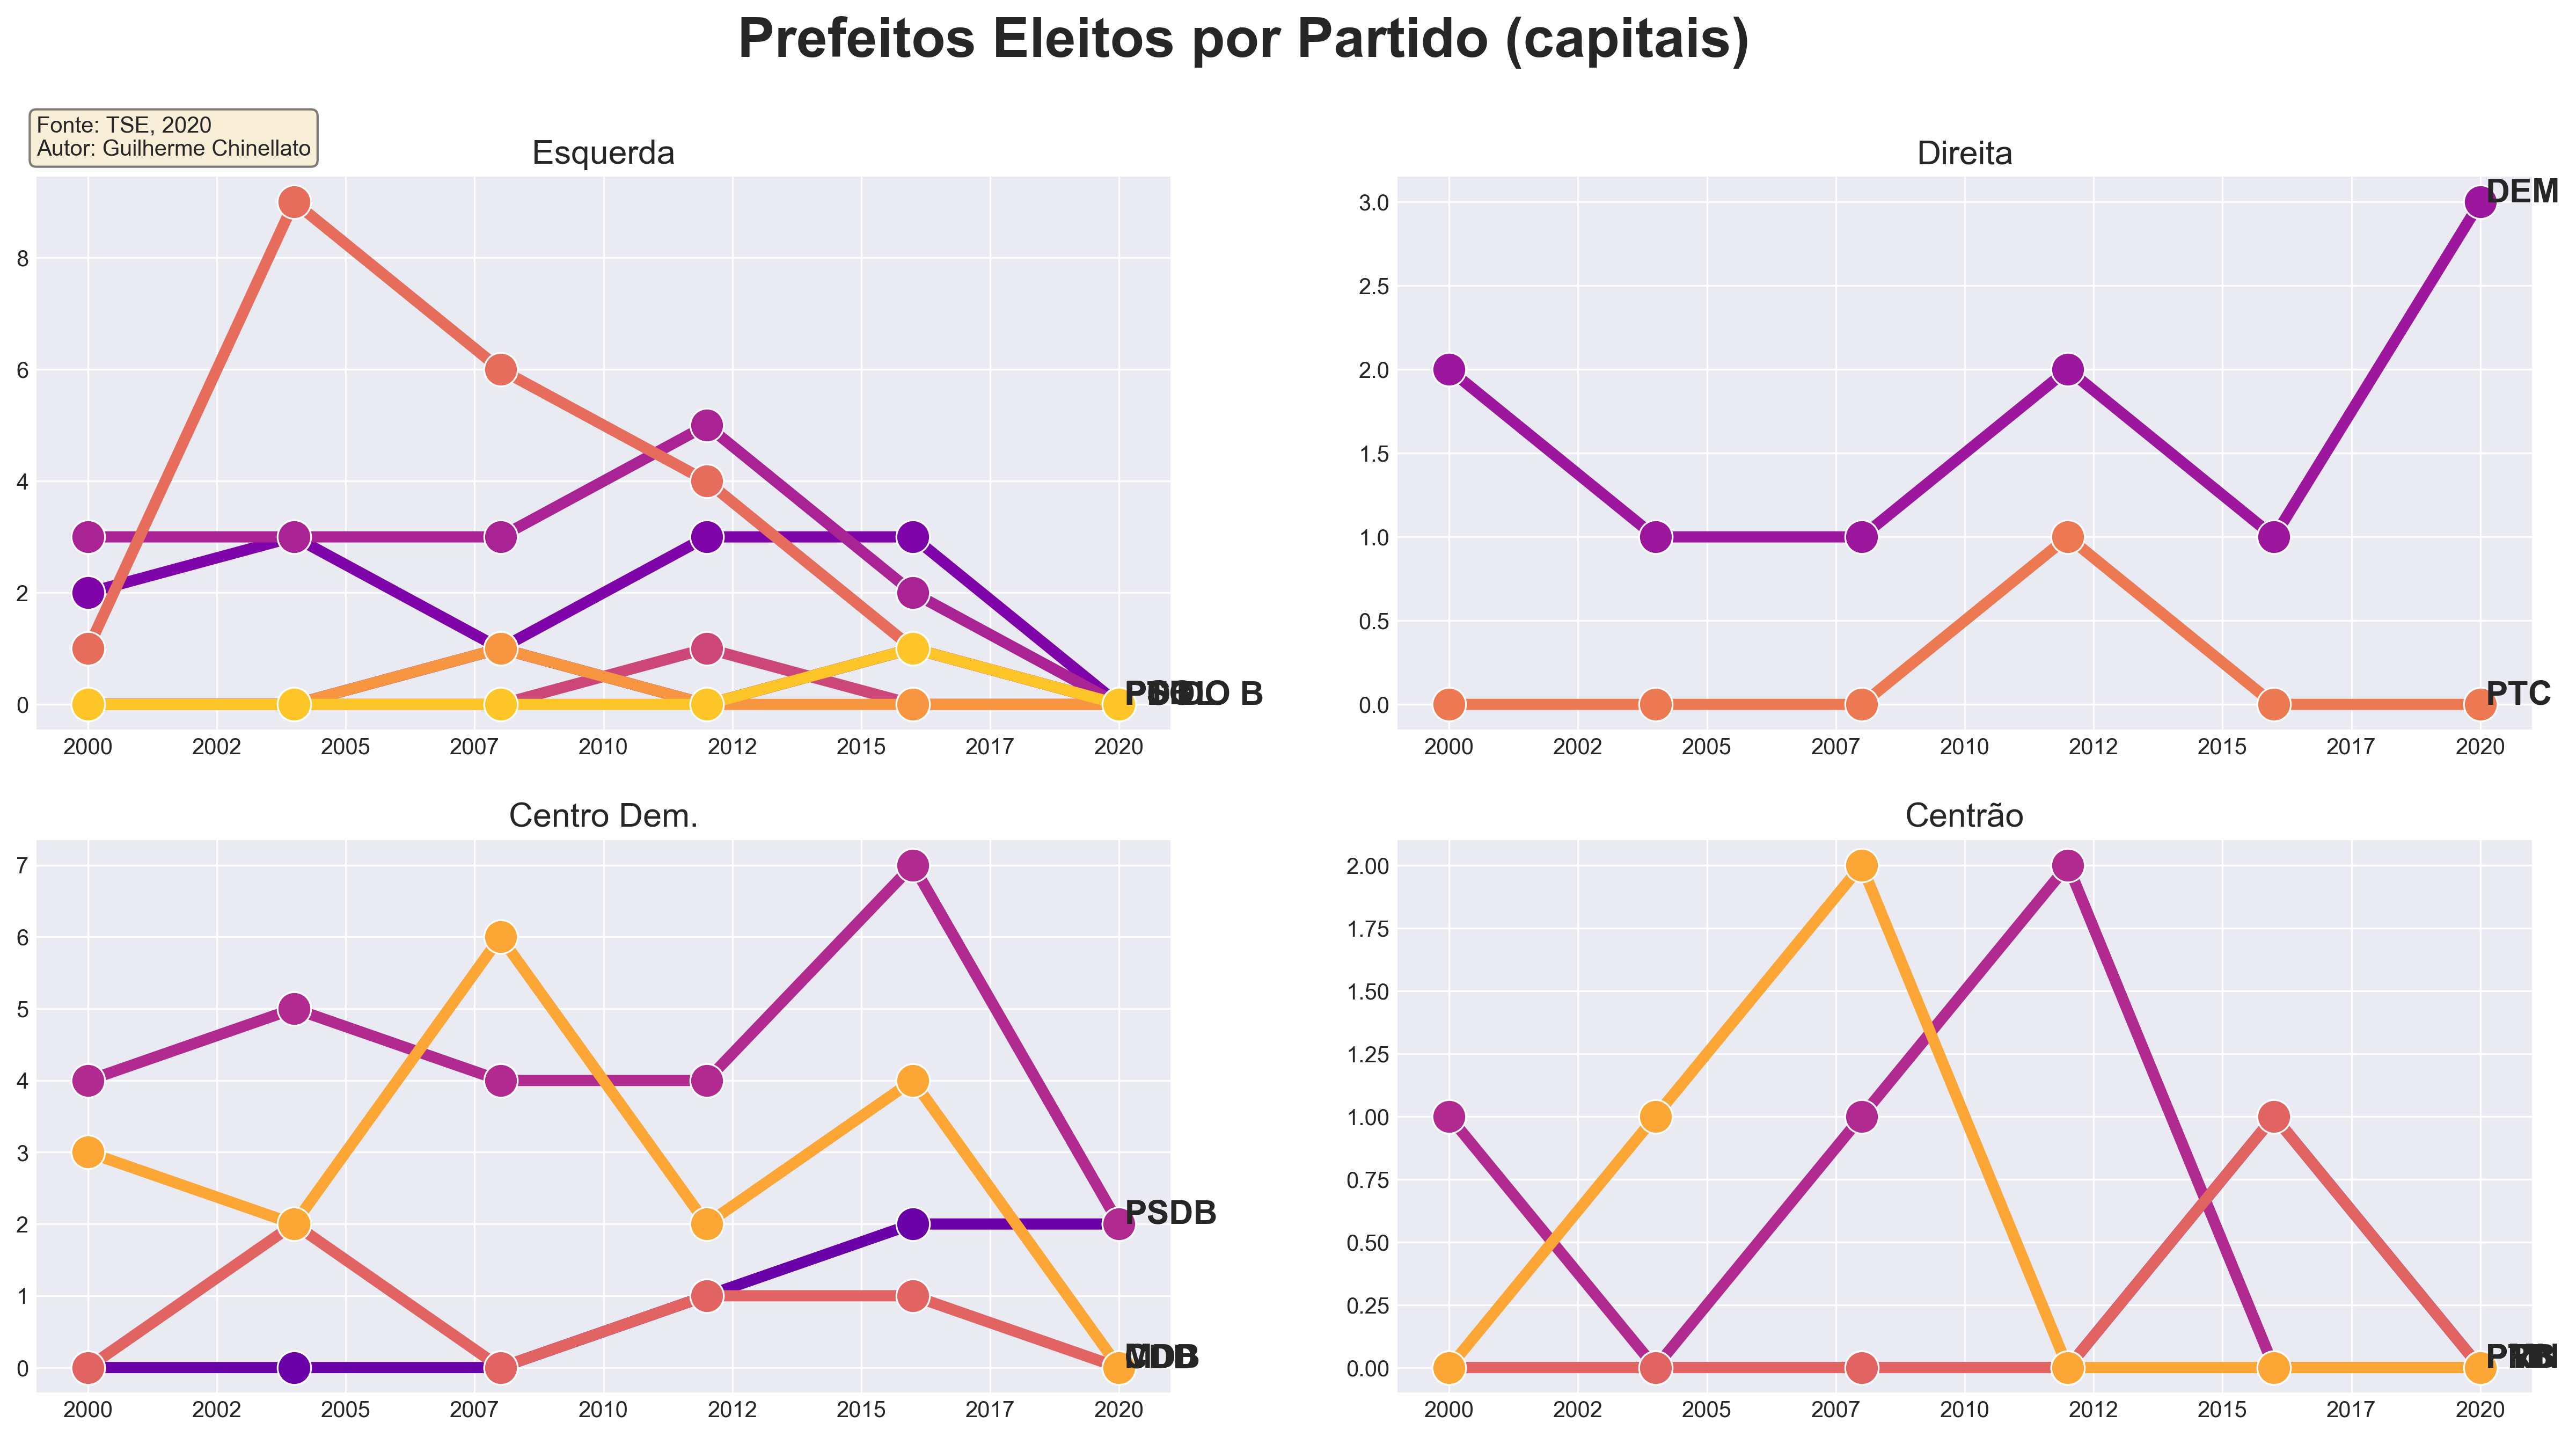 Prefeitos Eleitos por Partido (capitais)
Fonte: TSE, 2020
Autor: Guilherme Chinellato
Esquerda
8
6
4
2
0
2000 2002 2005 2007 2010 2012 2015 2017 2020
Direita
DEM
3.0
2.5
2.0
1.5
1.0
0.5
0.0
PTC
2000 2002 2005 2007 2010 2012 2015 2017 2020
Centro Dem.
7
6
5
4
3
2
1
0
PSDB
2000 2002 2005 2007 2010 2012 2015 2017 2020
Centrão
2.00
1.75
1.50
1.25
1.00
0.75
0.50
0.25
0.00
2000 2002 2005 2007 2010 2012 2015 2017 2020